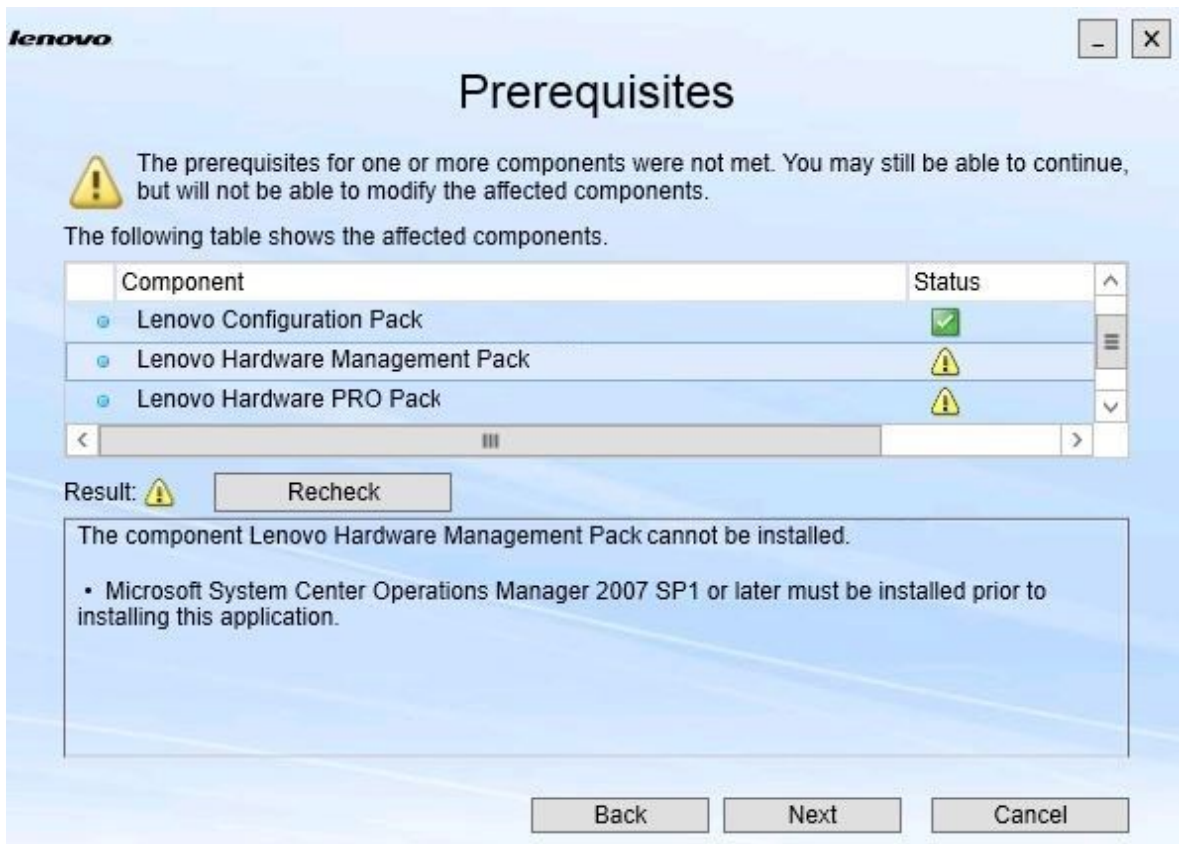 lenovo
Prerequisites
The prerequisites for one or more components were not met. You may still be able to continue,
but will not be able to modify the affected components.
The following table shows the affected components.
Component Status
Lenovo Configuration Pack
Lenovo Hardware Management Pack
Lenovo Hardware PRO Pack
Result: Recheck
The component Lenovo Hardware Management Pack cannot be installed.
• Microsoft System Center Operations Manager 2007 SP1 or later must be installed prior to
installing this application.
Back Next Cancel